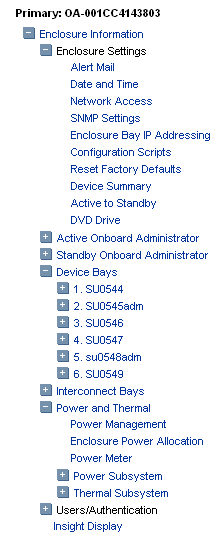 Primary: OA-001CC4143803
Enclosure Information
Enclosure Settings
Alert Mail
Date and Time
Network Access
SNMP Settings
Enclosure Bay IP Addressing
Configuration Scripts
Reset Factory Defaults
Device Summary
Active to Standby
DVD Drive
Active Onboard Administrator
Standby Onboard Administrator
Device Bays
1. SU0544
2. SU0545adm
3. SU0546
4. SU0547
5. su0548adm
6. SU0549
Interconnect Bays
Power and Thermal
Power Management
Enclosure Power Allocation
Power Meter
Power Subsystem
Thermal Subsystem
Users/Authentication
Insight Display